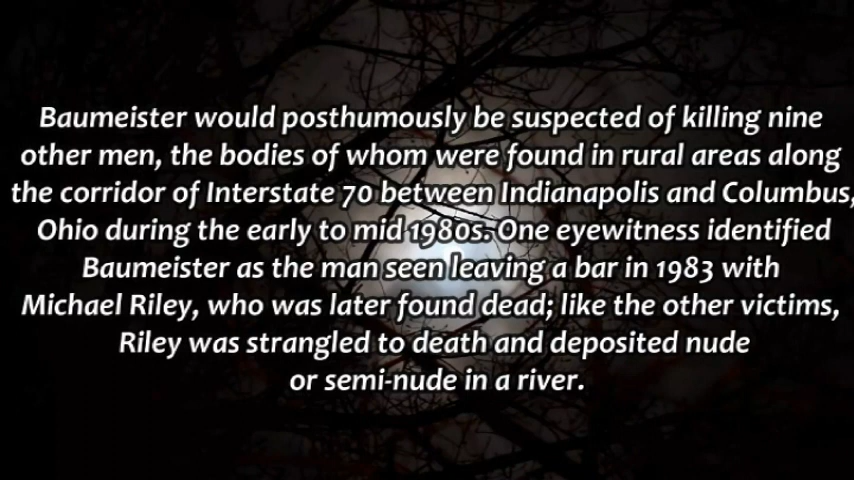 Baumeister would posthumously be suspected of killing nine
other men, the bodies of whom were found in rural areas along
the corridor of Interstate 70 between Indianapolis and Columbus,
Ohio during the early to mid 1980s. One eyewitness identified
Baumeister as the man seen leaving a bar in 1983 with
Michael Riley, who was later found dead; like the other victims,
Riley was strangled to death and deposited nude
or semi-nude in a river.